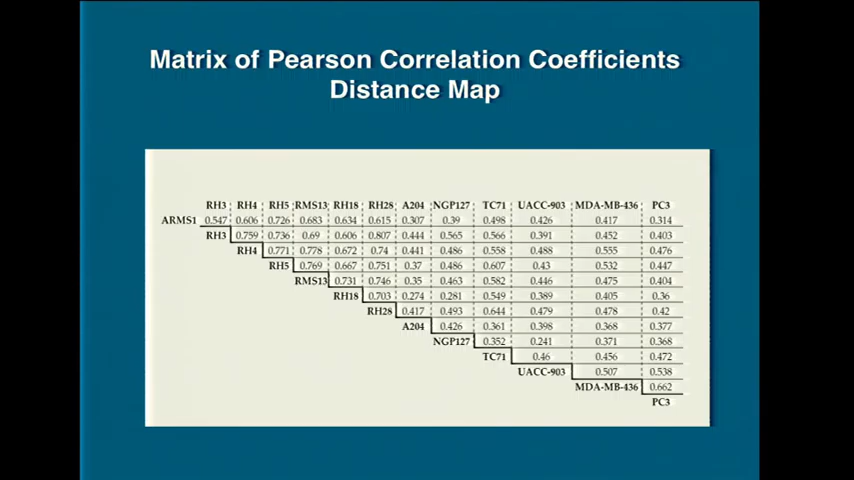 Matrix of Pearson Correlation Coefficients
Distance Map
RH3 RH4 RH5 RMS13 RH18 RH28 A204 NGP127 TC71 UACC-903 MDA-MB-436 PC3
ARMS1 0.547 0.606 0.726 0.683 0.634 0.615 0.307 0.39 0.498 0.426 0.417 0.314
RH3 0.759 0.736 0.69 0.606 0.807 0.444 0.565 0.566 0.391 0.452 0.403
RH4 0.771 0.778 0.672 0.74 0.441 0.486 0.558 0.488 0.555 0.476
RH5 0.769 0.667 0.751 0.37 0.486 0.607 0.43 0.532 0.447
RMS13 0.731 0.746 0.35 0.463 0.582 0.446 0.475 0.404
RH18 0.703 0.274 0.281 0.549 0.389 0.405 0.36
RH28 0.417 0.493 0.644 0.479 0.478 0.42
A204 0.426 0.361 0.398 0.368 0.377
NGP127 0.352 0.241 0.371 0.368
TC71 0.46 0.456 0.472
UACC-903 0.507 0.538
MDA-MB-436 0.662
PC3